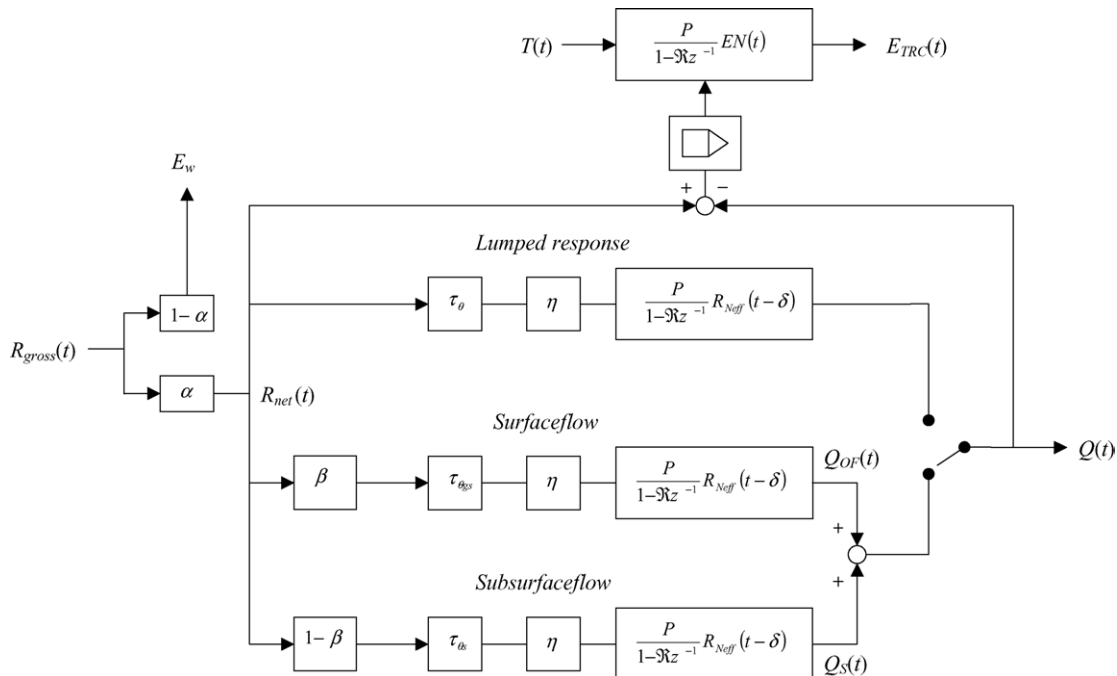 T(t)
P
1–ℜz⁻¹ EN(t)
E_TRC(t)
E_w
+ −
Lumped response
τ_θ
η
P
1–ℜz⁻¹ R_Neff(t−δ)
1− α
R_gross(t)
α
R_net(t)
Surfaceflow
Q_OF(t)
Q(t)
β
τ_θgs
η
P
1–ℜz⁻¹ R_Neff(t−δ)
+
+
Subsurfaceflow
1− β
τ_θs
η
P
1–ℜz⁻¹ R_Neff(t−δ)
Q_S(t)